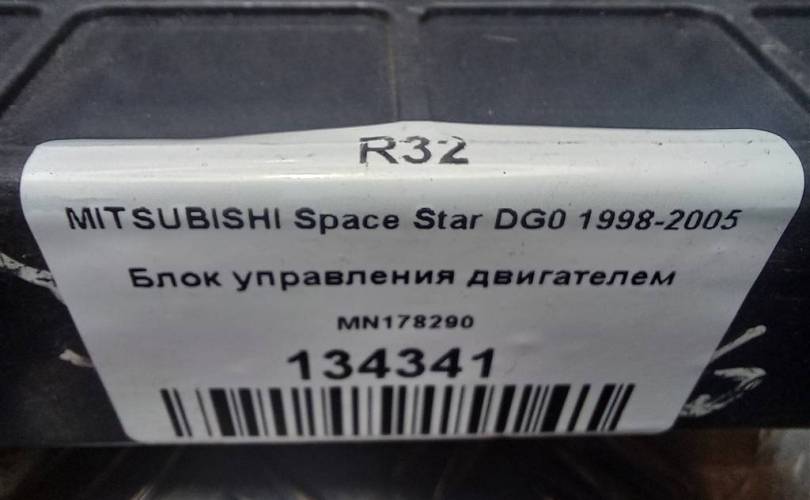 R32
MITSUBISHI Space Star DG0 1998-2005
Блок управления двигателем
MN178290
134341